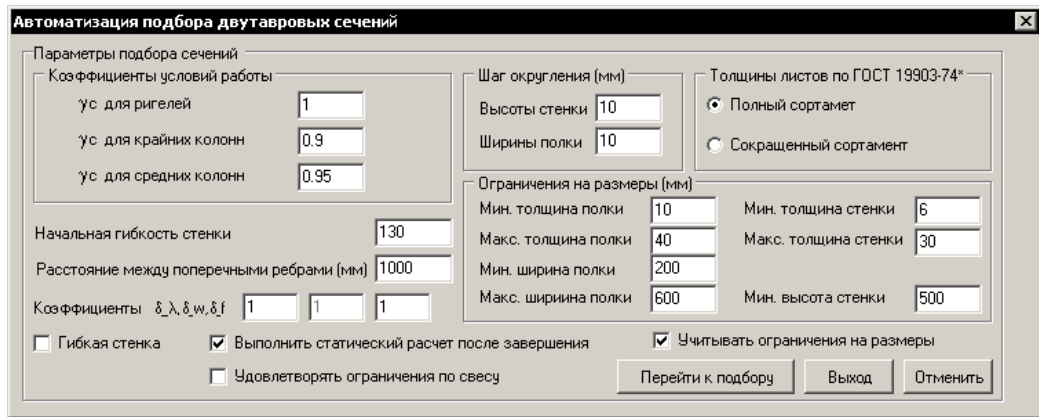 Автоматизация подбора двутавровых сечений
Параметры подбора сечений
Коэффициенты условий работы
γс для ригелей 1
γс для крайних колонн 0.9
γс для средних колонн 0.95
Шаг округления (мм)
Высоты стенки 10
Ширины полки 10
Толщины листов по ГОСТ 19903-74*
Полный сортамет
Сокращенный сортамент
Начальная гибкость стенки 130
Расстояние между поперечными ребрами (мм) 1000
Коэффициенты δ_λ, δ_w, δ_f 1 1 1
Ограничения на размеры (мм)
Мин. толщина полки 10 Мин. толщина стенки 6
Макс. толщина полки 40 Макс. толщина стенки 30
Мин. ширина полки 200
Макс. шириина полки 600 Мин. высота стенки 500
Гибкая стенка Выполнить статический расчет после завершения Учитывать ограничения на размеры
Удовлетворять ограничения по свесу Перейти к подбору Выход Отменить